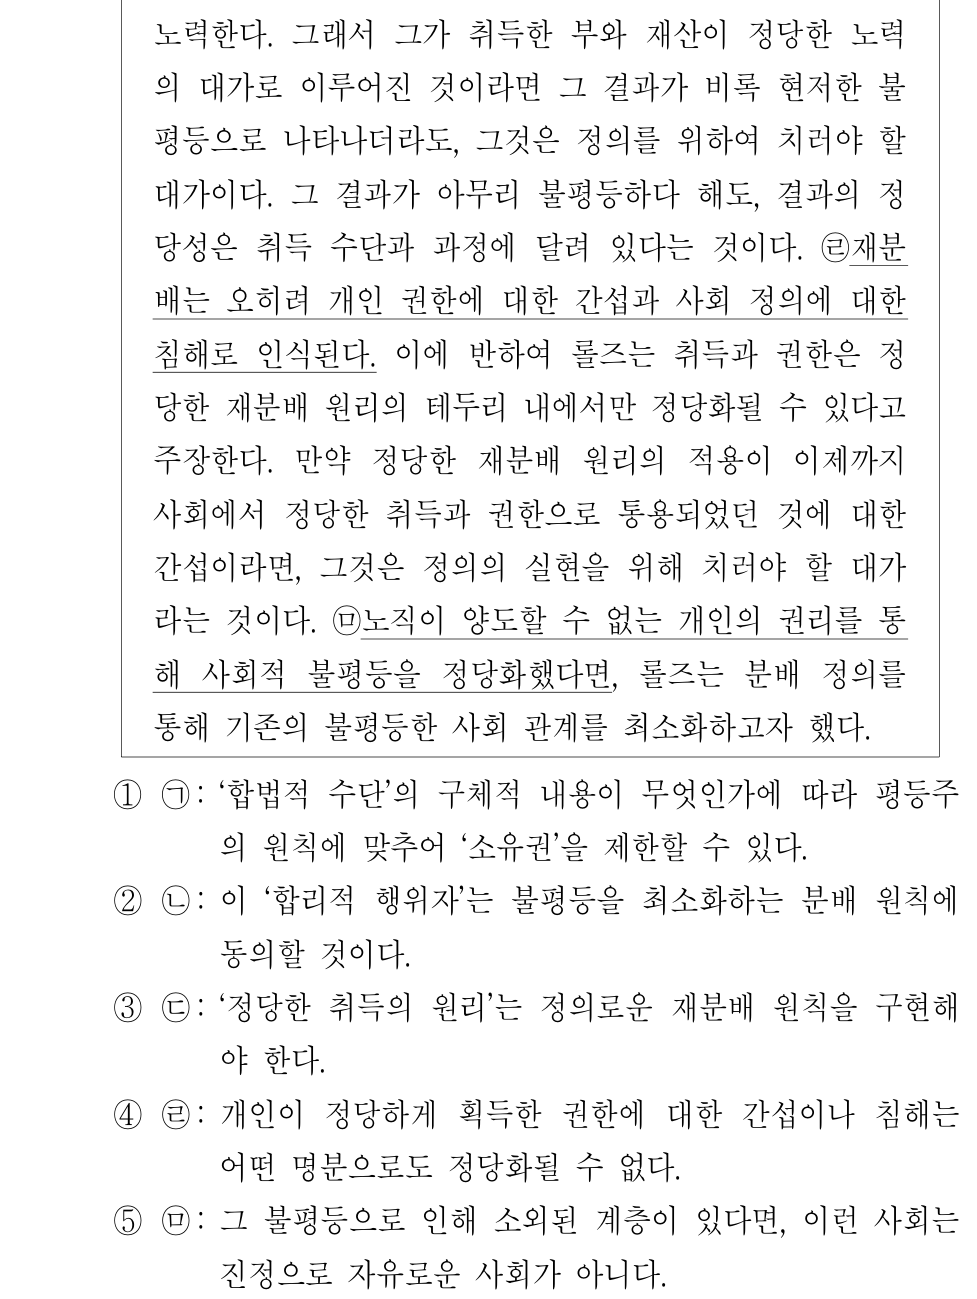 노력한다. 그래서 그가 취득한 부와 재산이 정당한 노력
의 대가로 이루어진 것이라면 그 결과가 비록 현저한 불
평등으로 나타나더라도, 그것은 정의를 위하여 치러야 할
대가이다. 그 결과가 아무리 불평등하다 해도, 결과의 정
당성은 취득 수단과 과정에 달려 있다는 것이다. ㉣재분
배는 오히려 개인 권한에 대한 간섭과 사회 정의에 대한
침해로 인식된다. 이에 반하여 롤즈는 취득과 권한은 정
당한 재분배 원리의 테두리 내에서만 정당화될 수 있다고
주장한다. 만약 정당한 재분배 원리의 적용이 이제까지
사회에서 정당한 취득과 권한으로 통용되었던 것에 대한
간섭이라면, 그것은 정의의 실현을 위해 치러야 할 대가
라는 것이다. ㉤노직이 양도할 수 없는 개인의 권리를 통
해 사회적 불평등을 정당화했다면, 롤즈는 분배 정의를
통해 기존의 불평등한 사회 관계를 최소화하고자 했다.
① ㉠: ‘합법적 수단’의 구체적 내용이 무엇인가에 따라 평등주
의 원칙에 맞추어 ‘소유권’을 제한할 수 있다.
② ㉡: 이 ‘합리적 행위자’는 불평등을 최소화하는 분배 원칙에
동의할 것이다.
③ ㉢: ‘정당한 취득의 원리’는 정의로운 재분배 원칙을 구현해
야 한다.
④ ㉣: 개인이 정당하게 획득한 권한에 대한 간섭이나 침해는
어떤 명분으로도 정당화될 수 없다.
⑤ ㉤: 그 불평등으로 인해 소외된 계층이 있다면, 이런 사회는
진정으로 자유로운 사회가 아니다.